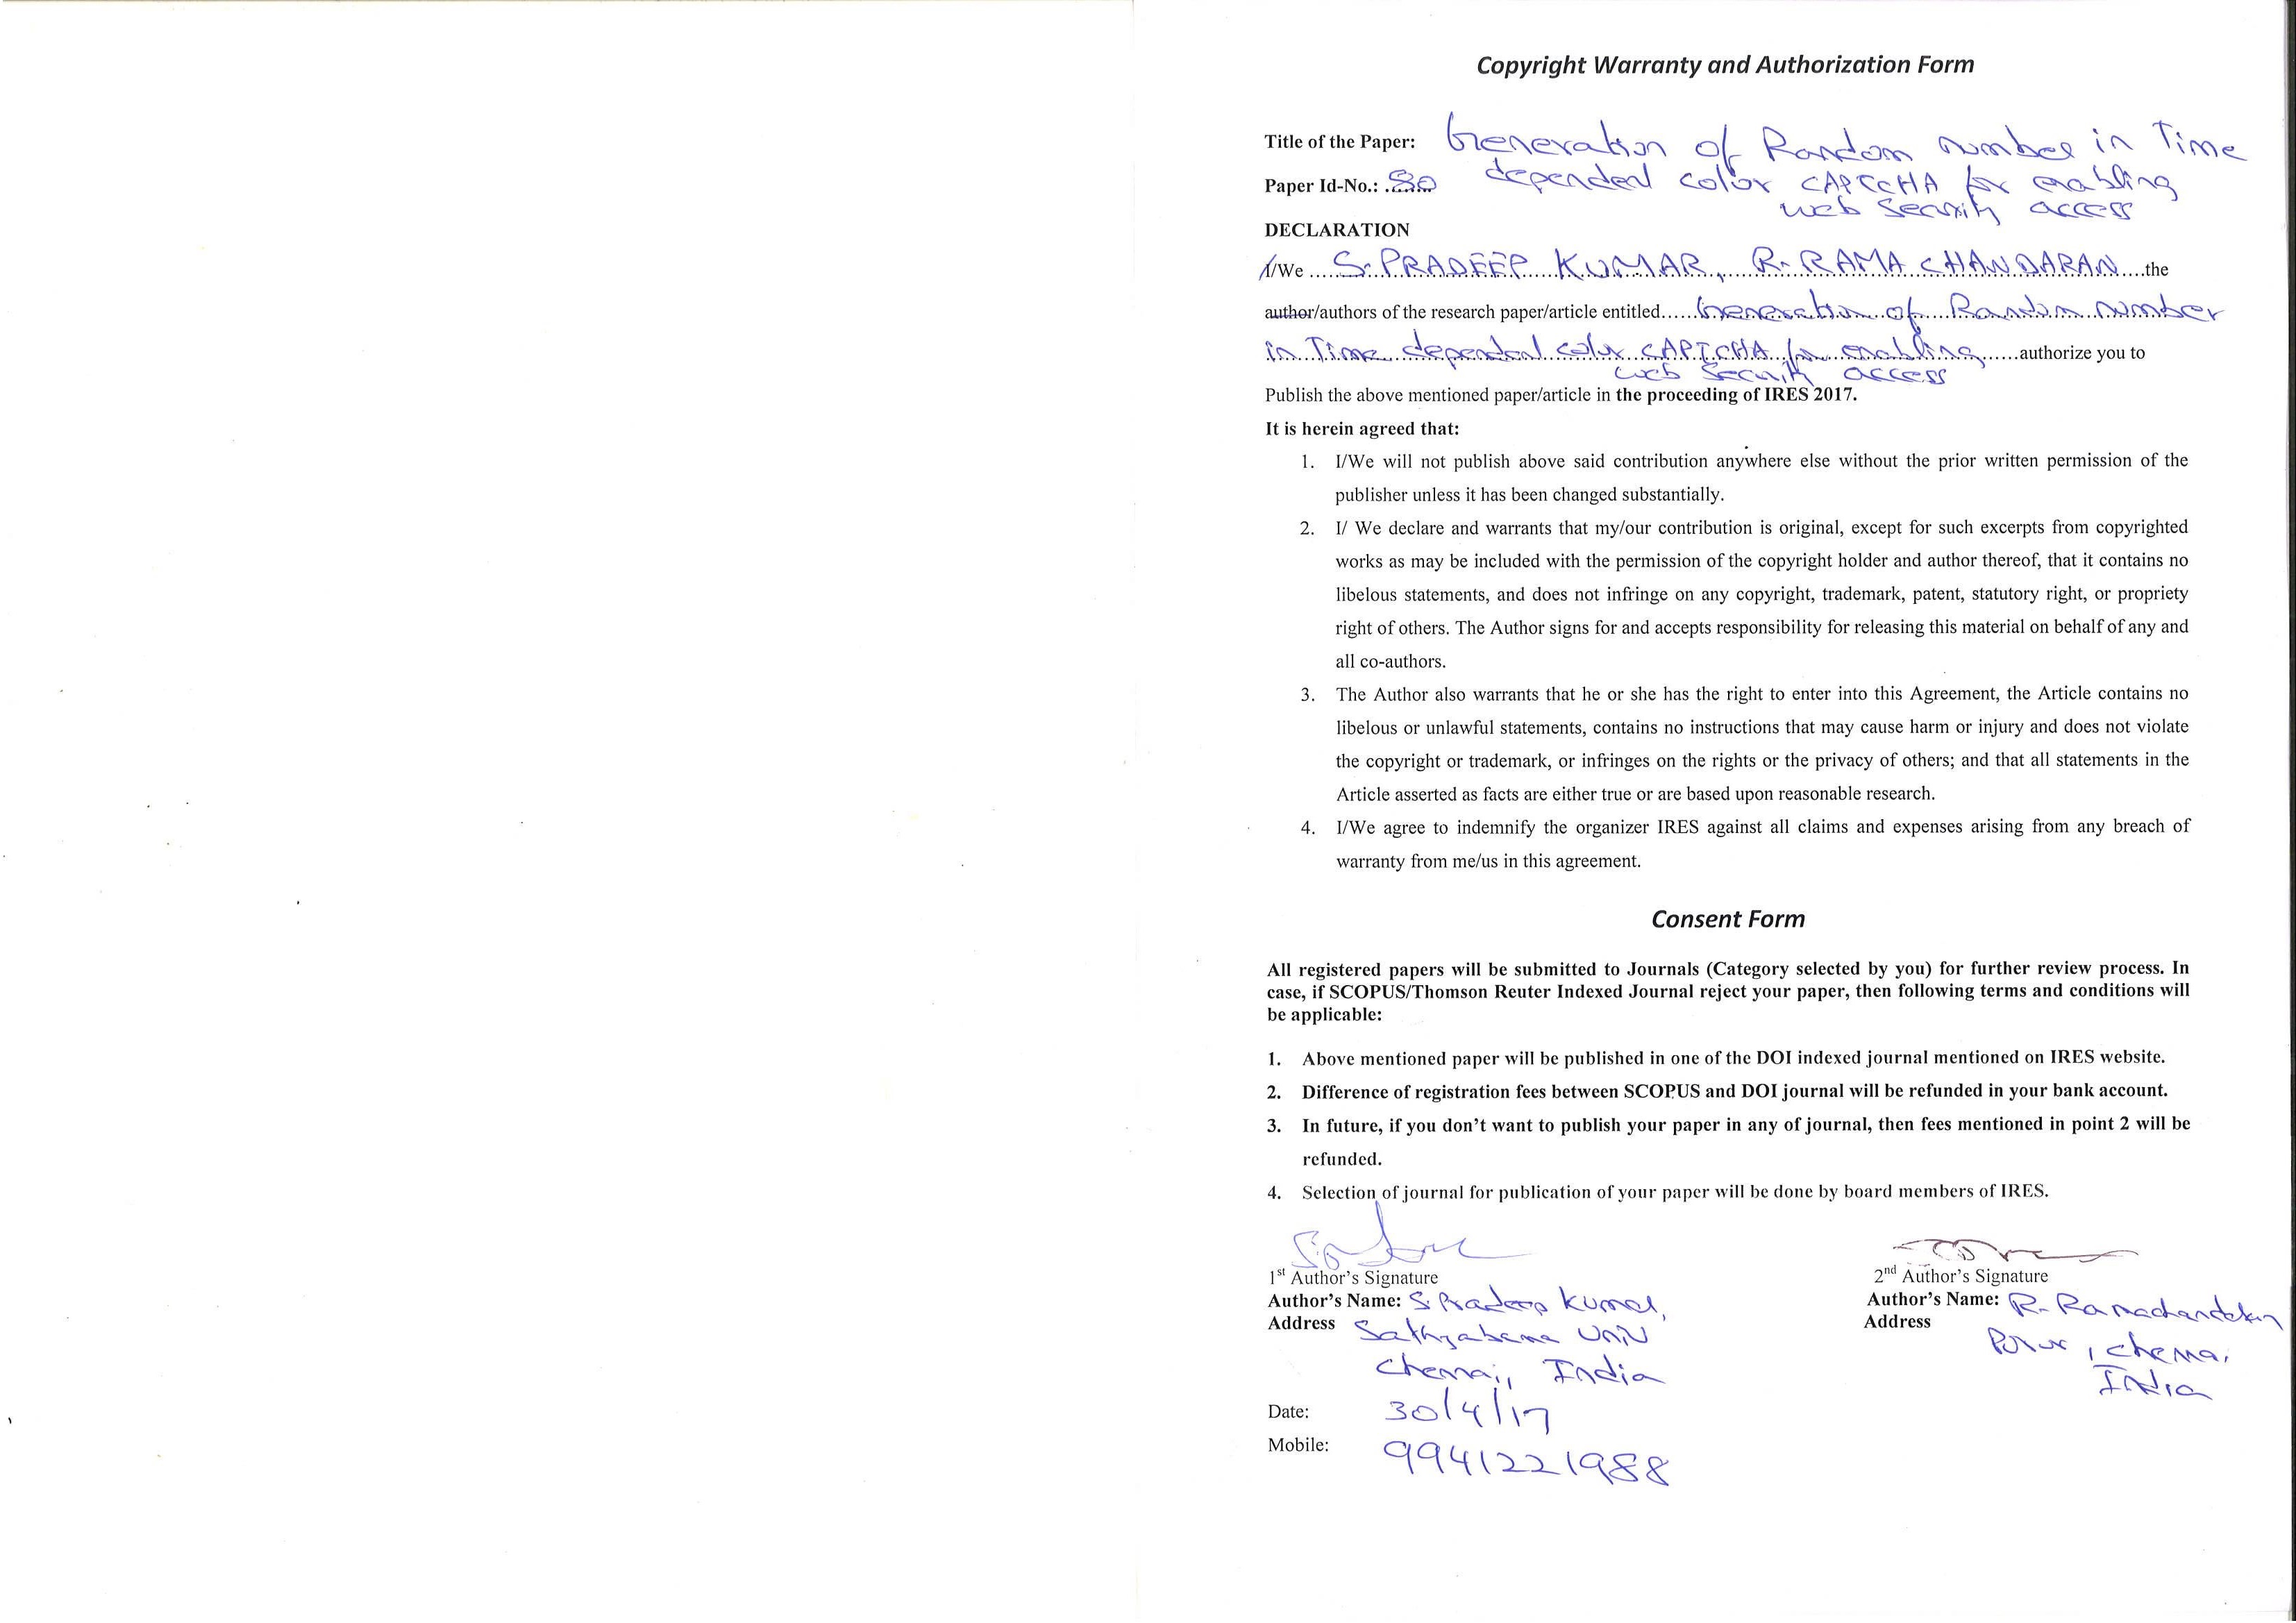 Copyright Warranty and Authorization Form
Title of the Paper: Generation of Random number in Time
Paper Id-No.: 80 dependent color CAPTCHA for enabling
web security access
DECLARATION
I/We ..... S. PRADEEP KUMAR, R. RAMA CHANDARAN ....the
author/authors of the research paper/article entitled...... Generation of Random number
in Time dependent color CAPTCHA for enabling ......authorize you to
web security access
Publish the above mentioned paper/article in the proceeding of IRES 2017.
It is herein agreed that:
1. I/We will not publish above said contribution anywhere else without the prior written permission of the
publisher unless it has been changed substantially.
2. I/ We declare and warrants that my/our contribution is original, except for such excerpts from copyrighted
works as may be included with the permission of the copyright holder and author thereof, that it contains no
libelous statements, and does not infringe on any copyright, trademark, patent, statutory right, or propriety
right of others. The Author signs for and accepts responsibility for releasing this material on behalf of any and
all co-authors.
3. The Author also warrants that he or she has the right to enter into this Agreement, the Article contains no
libelous or unlawful statements, contains no instructions that may cause harm or injury and does not violate
the copyright or trademark, or infringes on the rights or the privacy of others; and that all statements in the
Article asserted as facts are either true or are based upon reasonable research.
4. I/We agree to indemnify the organizer IRES against all claims and expenses arising from any breach of
warranty from me/us in this agreement.
Consent Form
All registered papers will be submitted to Journals (Category selected by you) for further review process. In
case, if SCOPUS/Thomson Reuter Indexed Journal reject your paper, then following terms and conditions will
be applicable:
1. Above mentioned paper will be published in one of the DOI indexed journal mentioned on IRES website.
2. Difference of registration fees between SCOPUS and DOI journal will be refunded in your bank account.
3. In future, if you don't want to publish your paper in any of journal, then fees mentioned in point 2 will be
refunded.
4. Selection of journal for publication of your paper will be done by board members of IRES.
1st Author's Signature
Author's Name: S. Pradeep Kumar,
Address Sathyabama Univ
Chennai, India
Date: 30/4/17
Mobile: 9941221988
2nd Author's Signature
Author's Name: R. Ramachandran
Address Porur, Chennai,
India